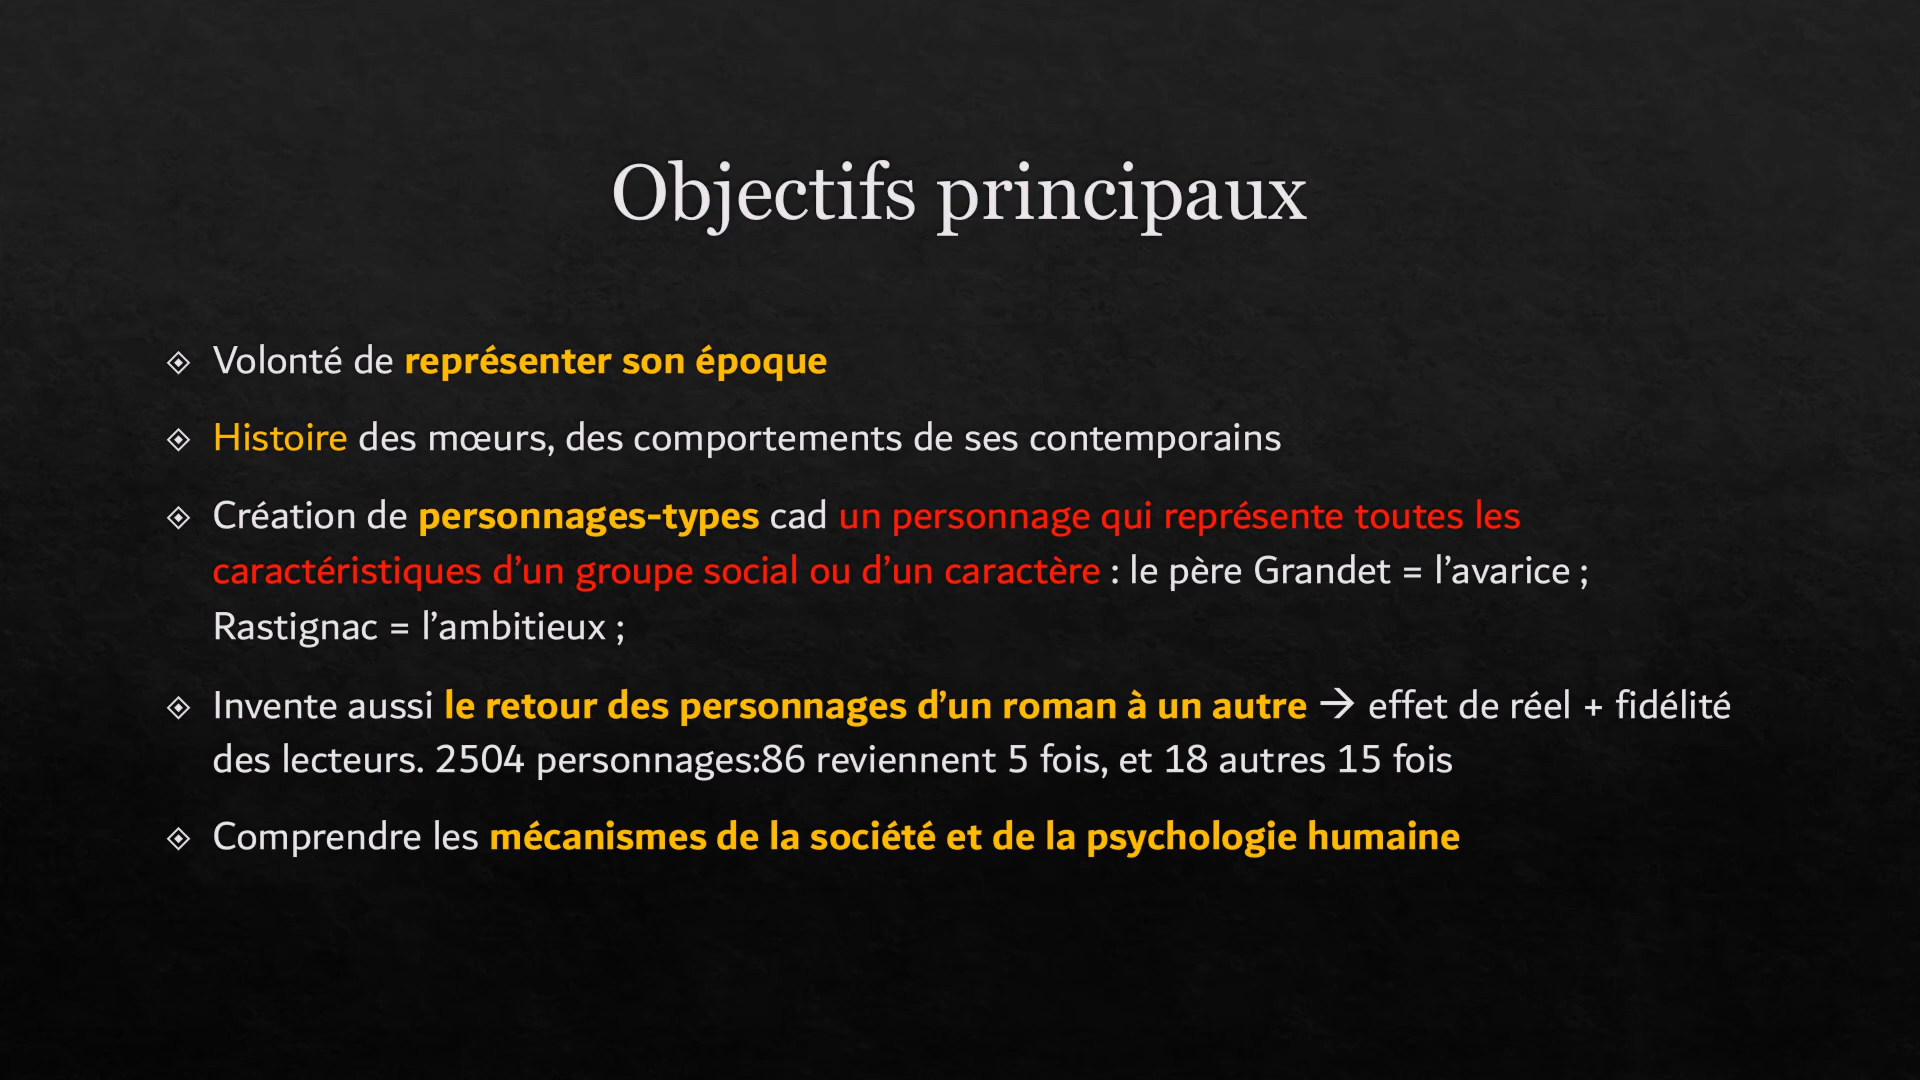 Objectifs principaux
Volonté de représenter son époque
Histoire des mœurs, des comportements de ses contemporains
Création de personnages-types cad un personnage qui représente toutes les
caractéristiques d’un groupe social ou d’un caractère : le père Grandet = l’avarice ;
Rastignac = l’ambitieux ;
Invente aussi le retour des personnages d’un roman à un autre → effet de réel + fidélité
des lecteurs. 2504 personnages:86 reviennent 5 fois, et 18 autres 15 fois
Comprendre les mécanismes de la société et de la psychologie humaine